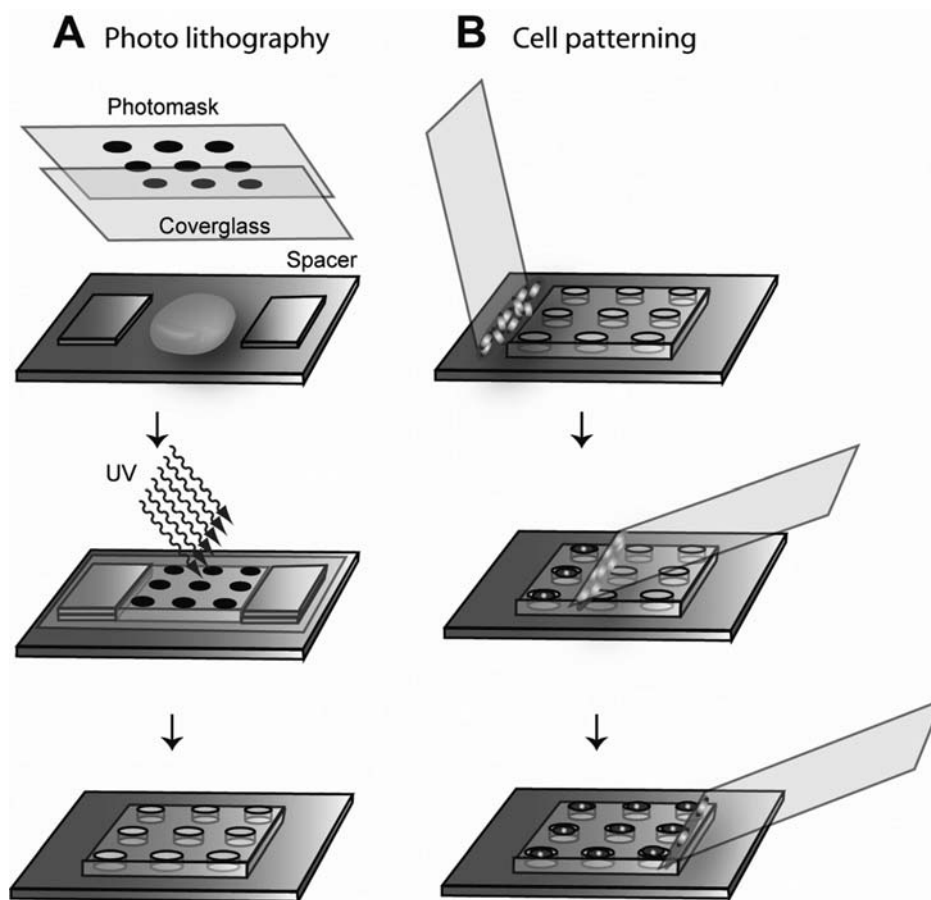 A Photo lithography
B Cell patterning
Photomask
Coverglass
Spacer
UV